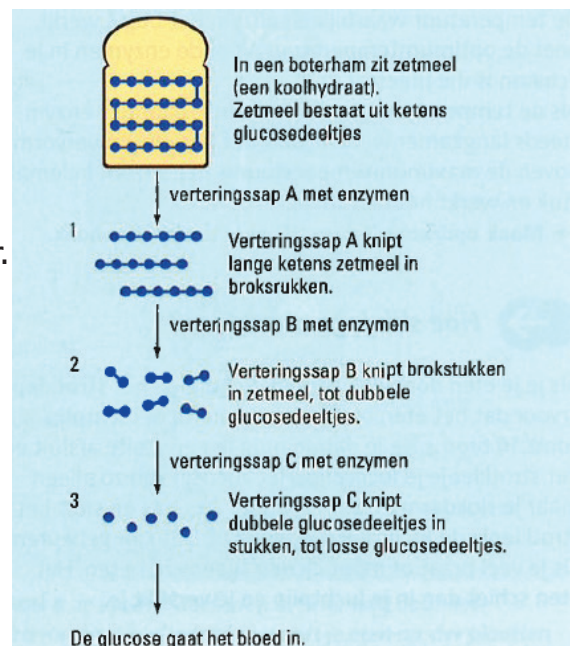 In een boterham zit zetmeel
(een koolhydraat).
Zetmeel bestaat uit ketens
glucosedeeltjes
verteringssap A met enzymen
1
Verteringssap A knipt
lange ketens zetmeel in
broksrukken.
verteringssap B met enzymen
2
Verteringssap B knipt brokstukken
in zetmeel, tot dubbele
glucosedeeltjes.
verteringssap C met enzymen
3
Verteringssap C knipt
dubbele glucosedeeltjes in
stukken, tot losse glucosedeeltjes.
De glucose gaat het bloed in.